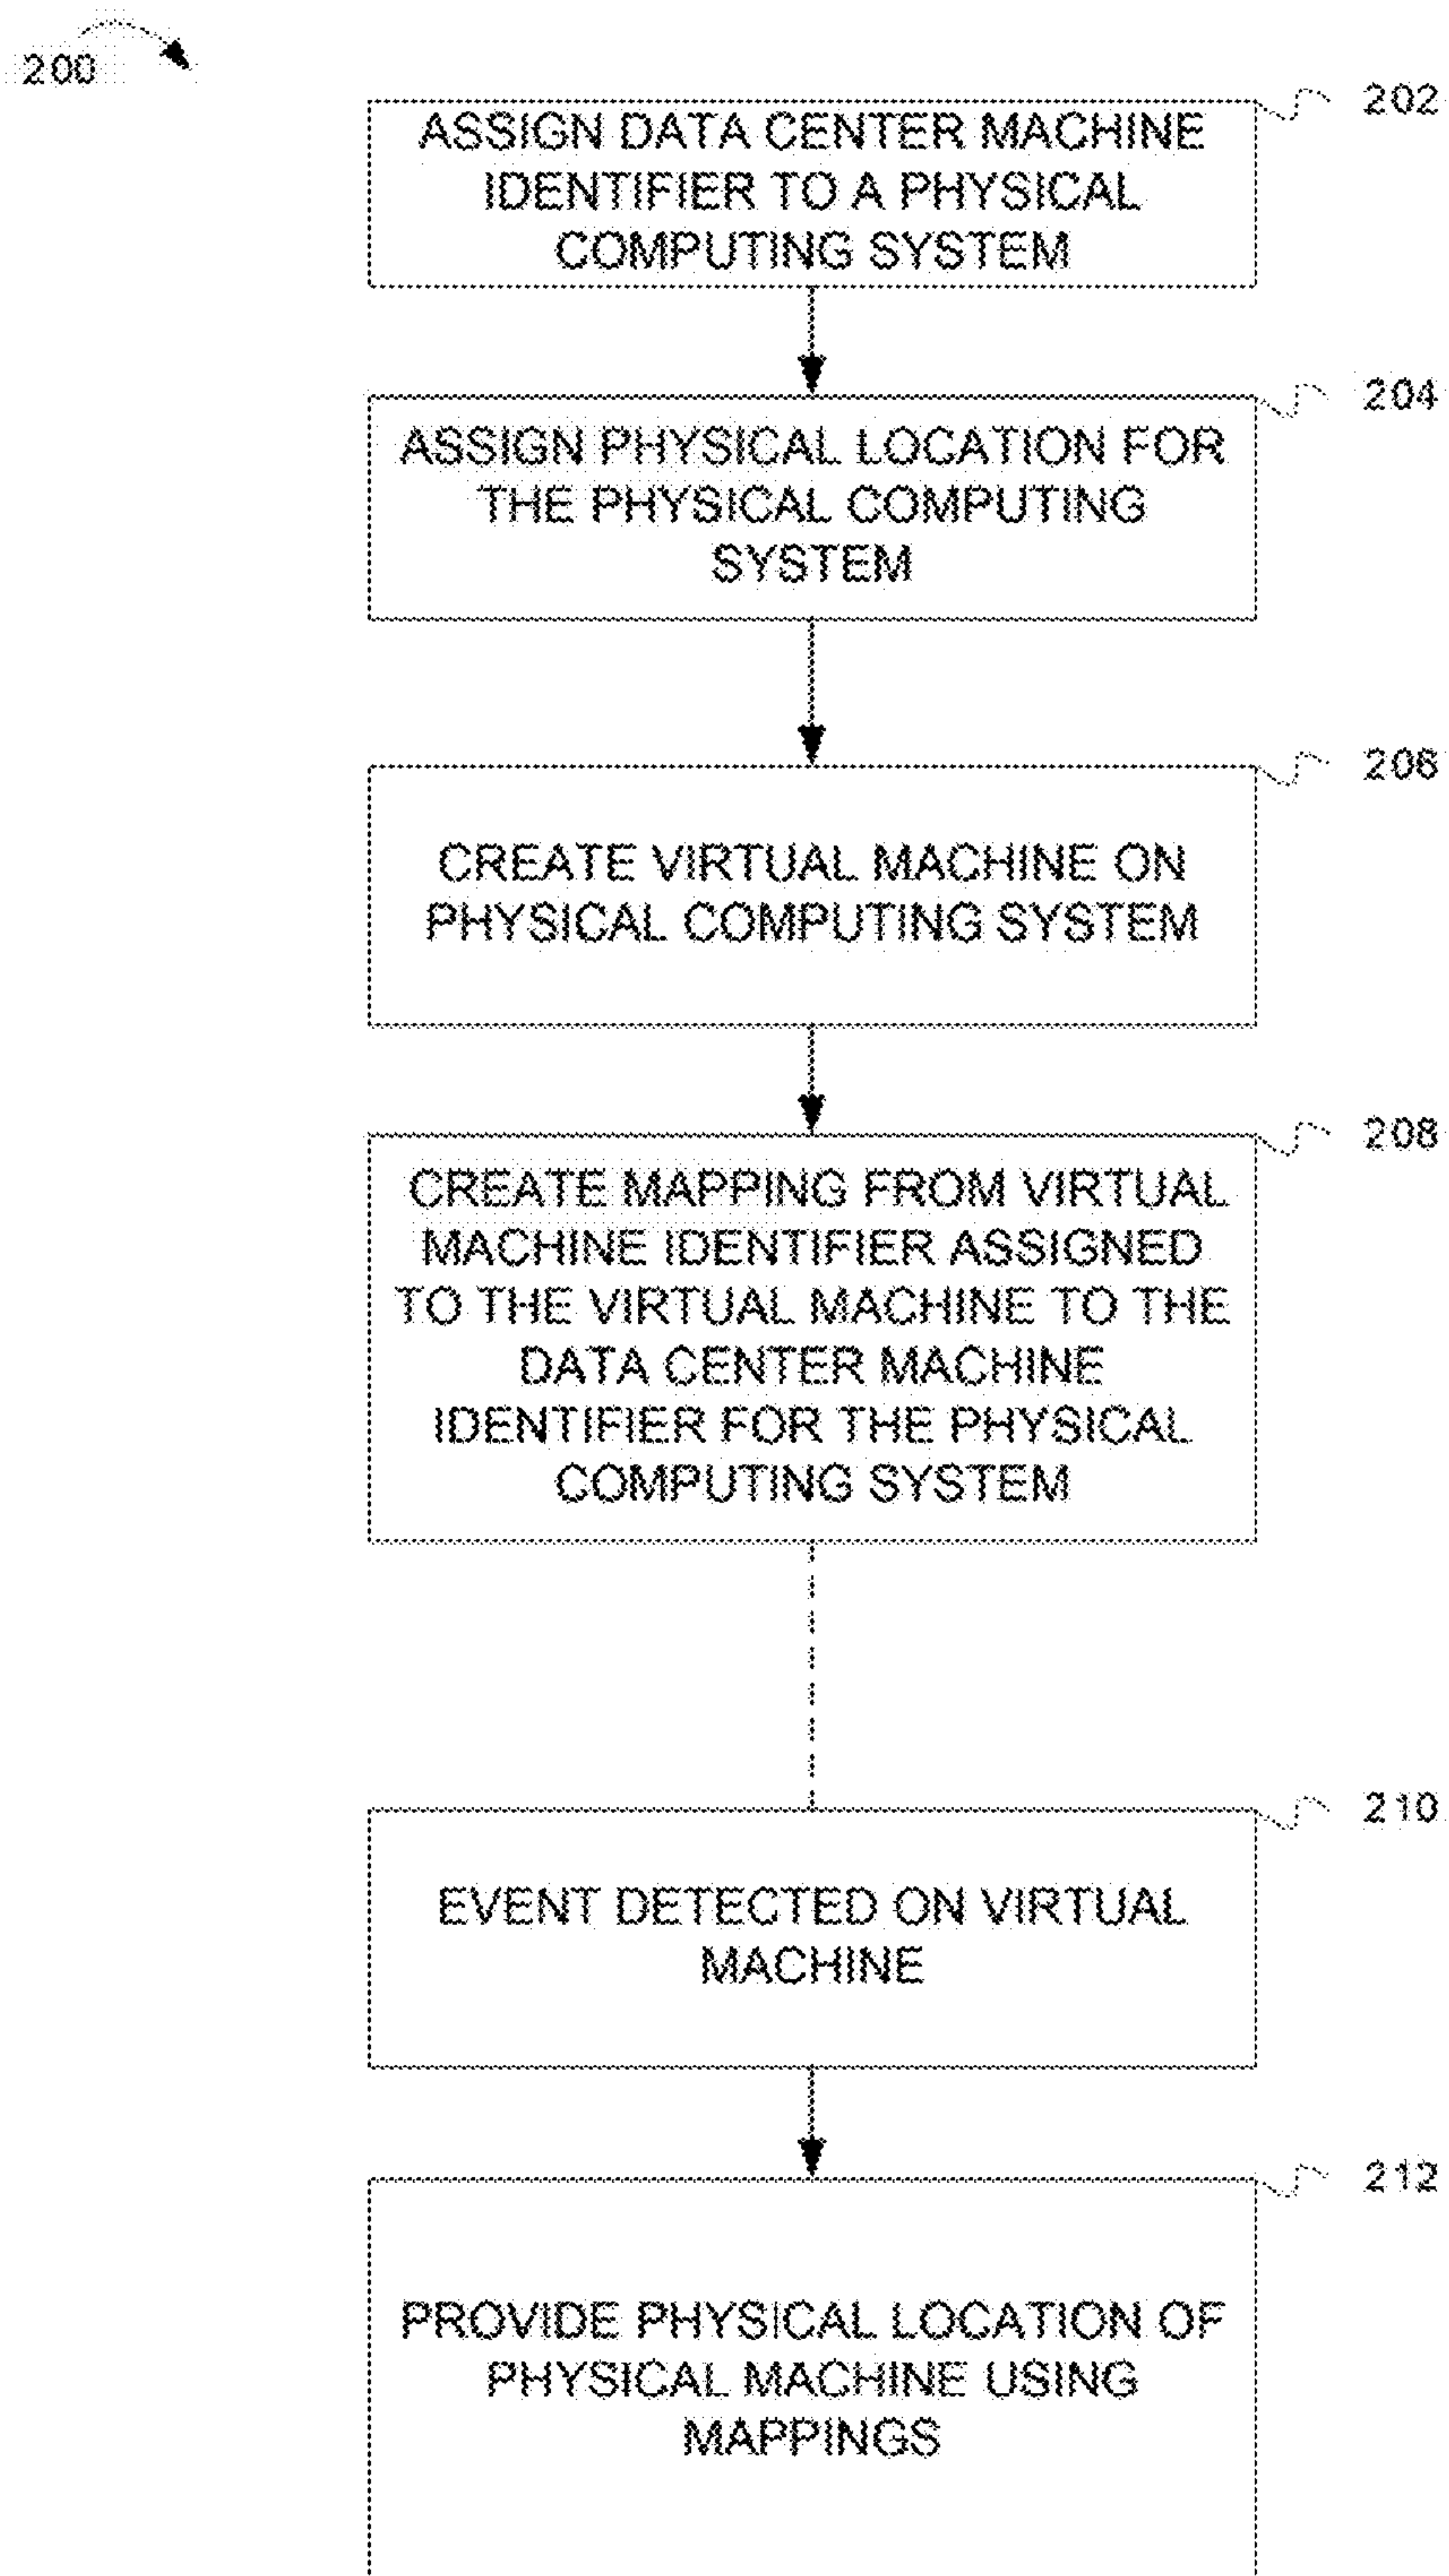 200
202
ASSIGN DATA CENTER MACHINE
IDENTIFIER TO A PHYSICAL
COMPUTING SYSTEM
204
ASSIGN PHYSICAL LOCATION FOR
THE PHYSICAL COMPUTING
SYSTEM
206
CREATE VIRTUAL MACHINE ON
PHYSICAL COMPUTING SYSTEM
208
CREATE MAPPING FROM VIRTUAL
MACHINE IDENTIFIER ASSIGNED
TO THE VIRTUAL MACHINE TO THE
DATA CENTER MACHINE
IDENTIFIER FOR THE PHYSICAL
COMPUTING SYSTEM
210
EVENT DETECTED ON VIRTUAL
MACHINE
212
PROVIDE PHYSICAL LOCATION OF
PHYSICAL MACHINE USING
MAPPINGS